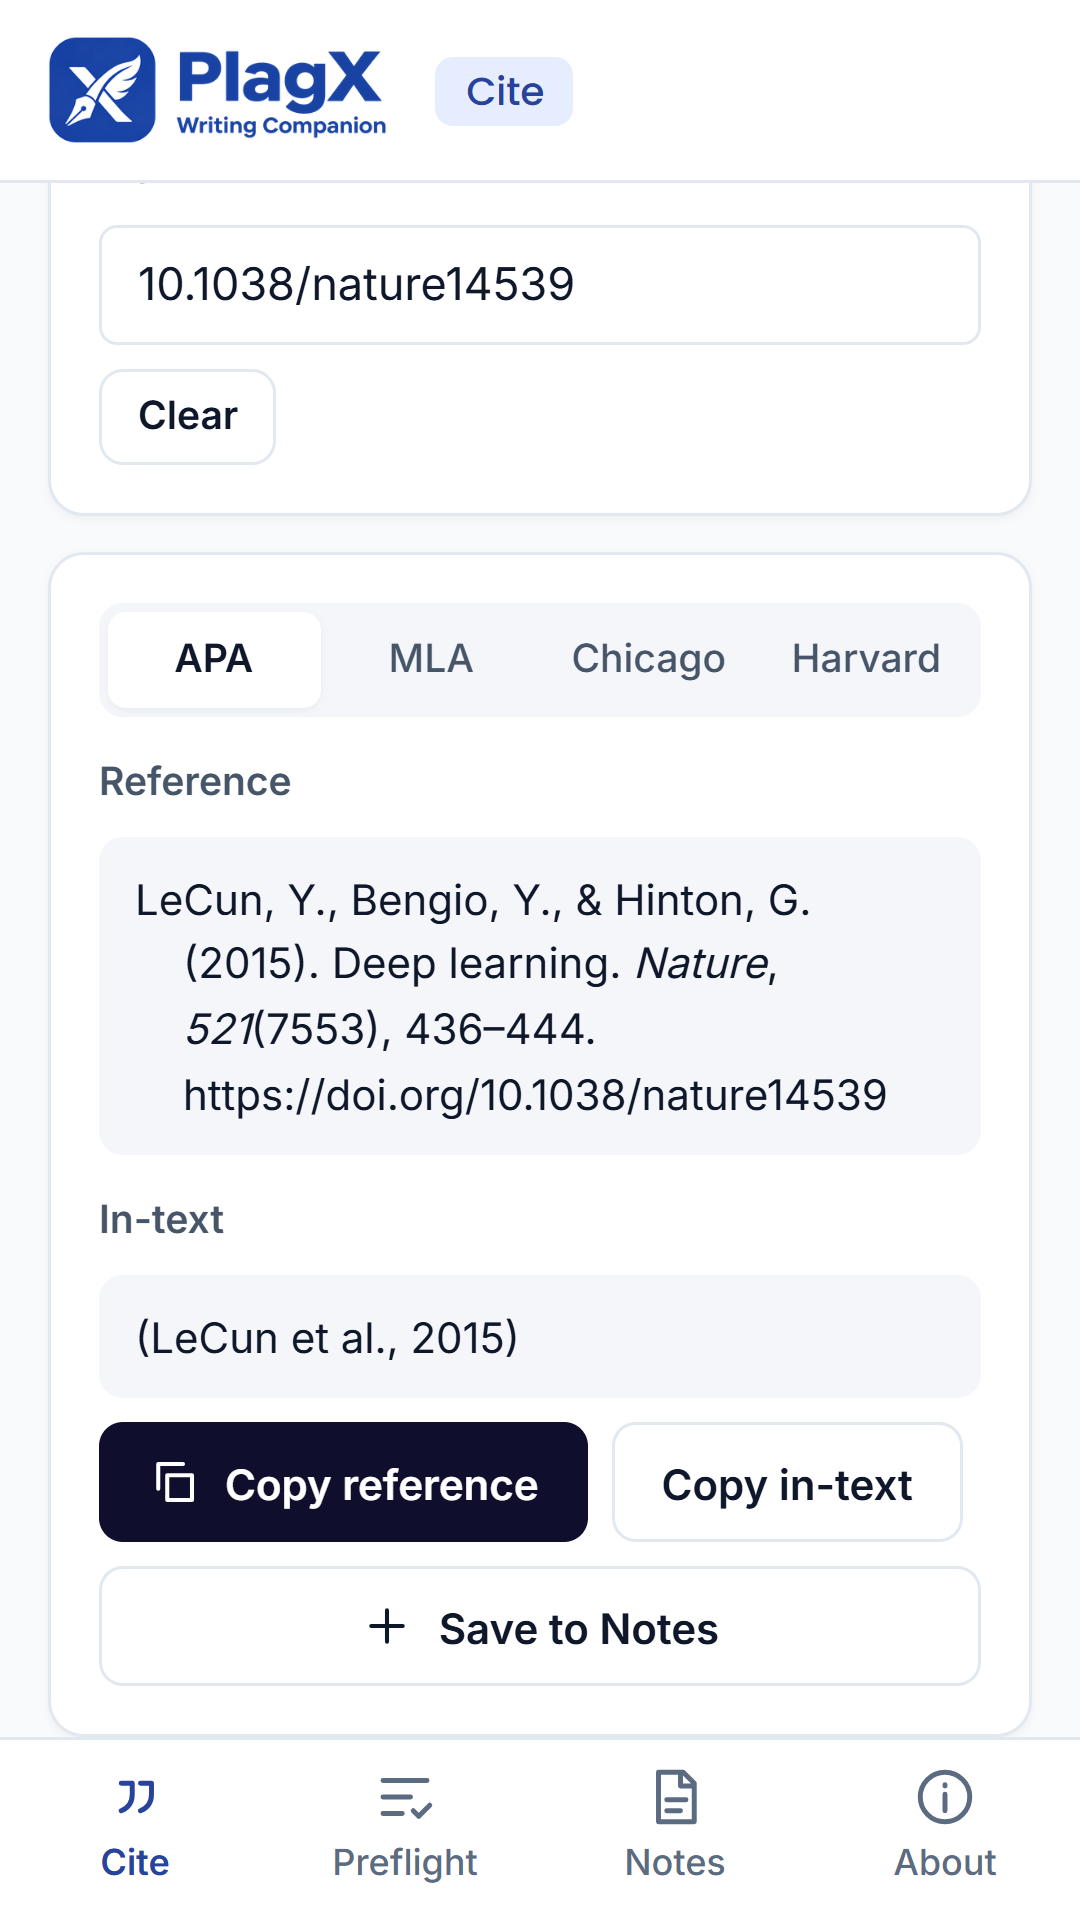 PlagX
Writing Companion
Cite
10.1038/nature14539
Clear
APA
MLA
Chicago
Harvard
Reference
LeCun, Y., Bengio, Y., & Hinton, G.
(2015). Deep learning. Nature,
521(7553), 436–444.
https://doi.org/10.1038/nature14539
In-text
(LeCun et al., 2015)
Copy reference
Copy in-text
Save to Notes
Cite
Preflight
Notes
About